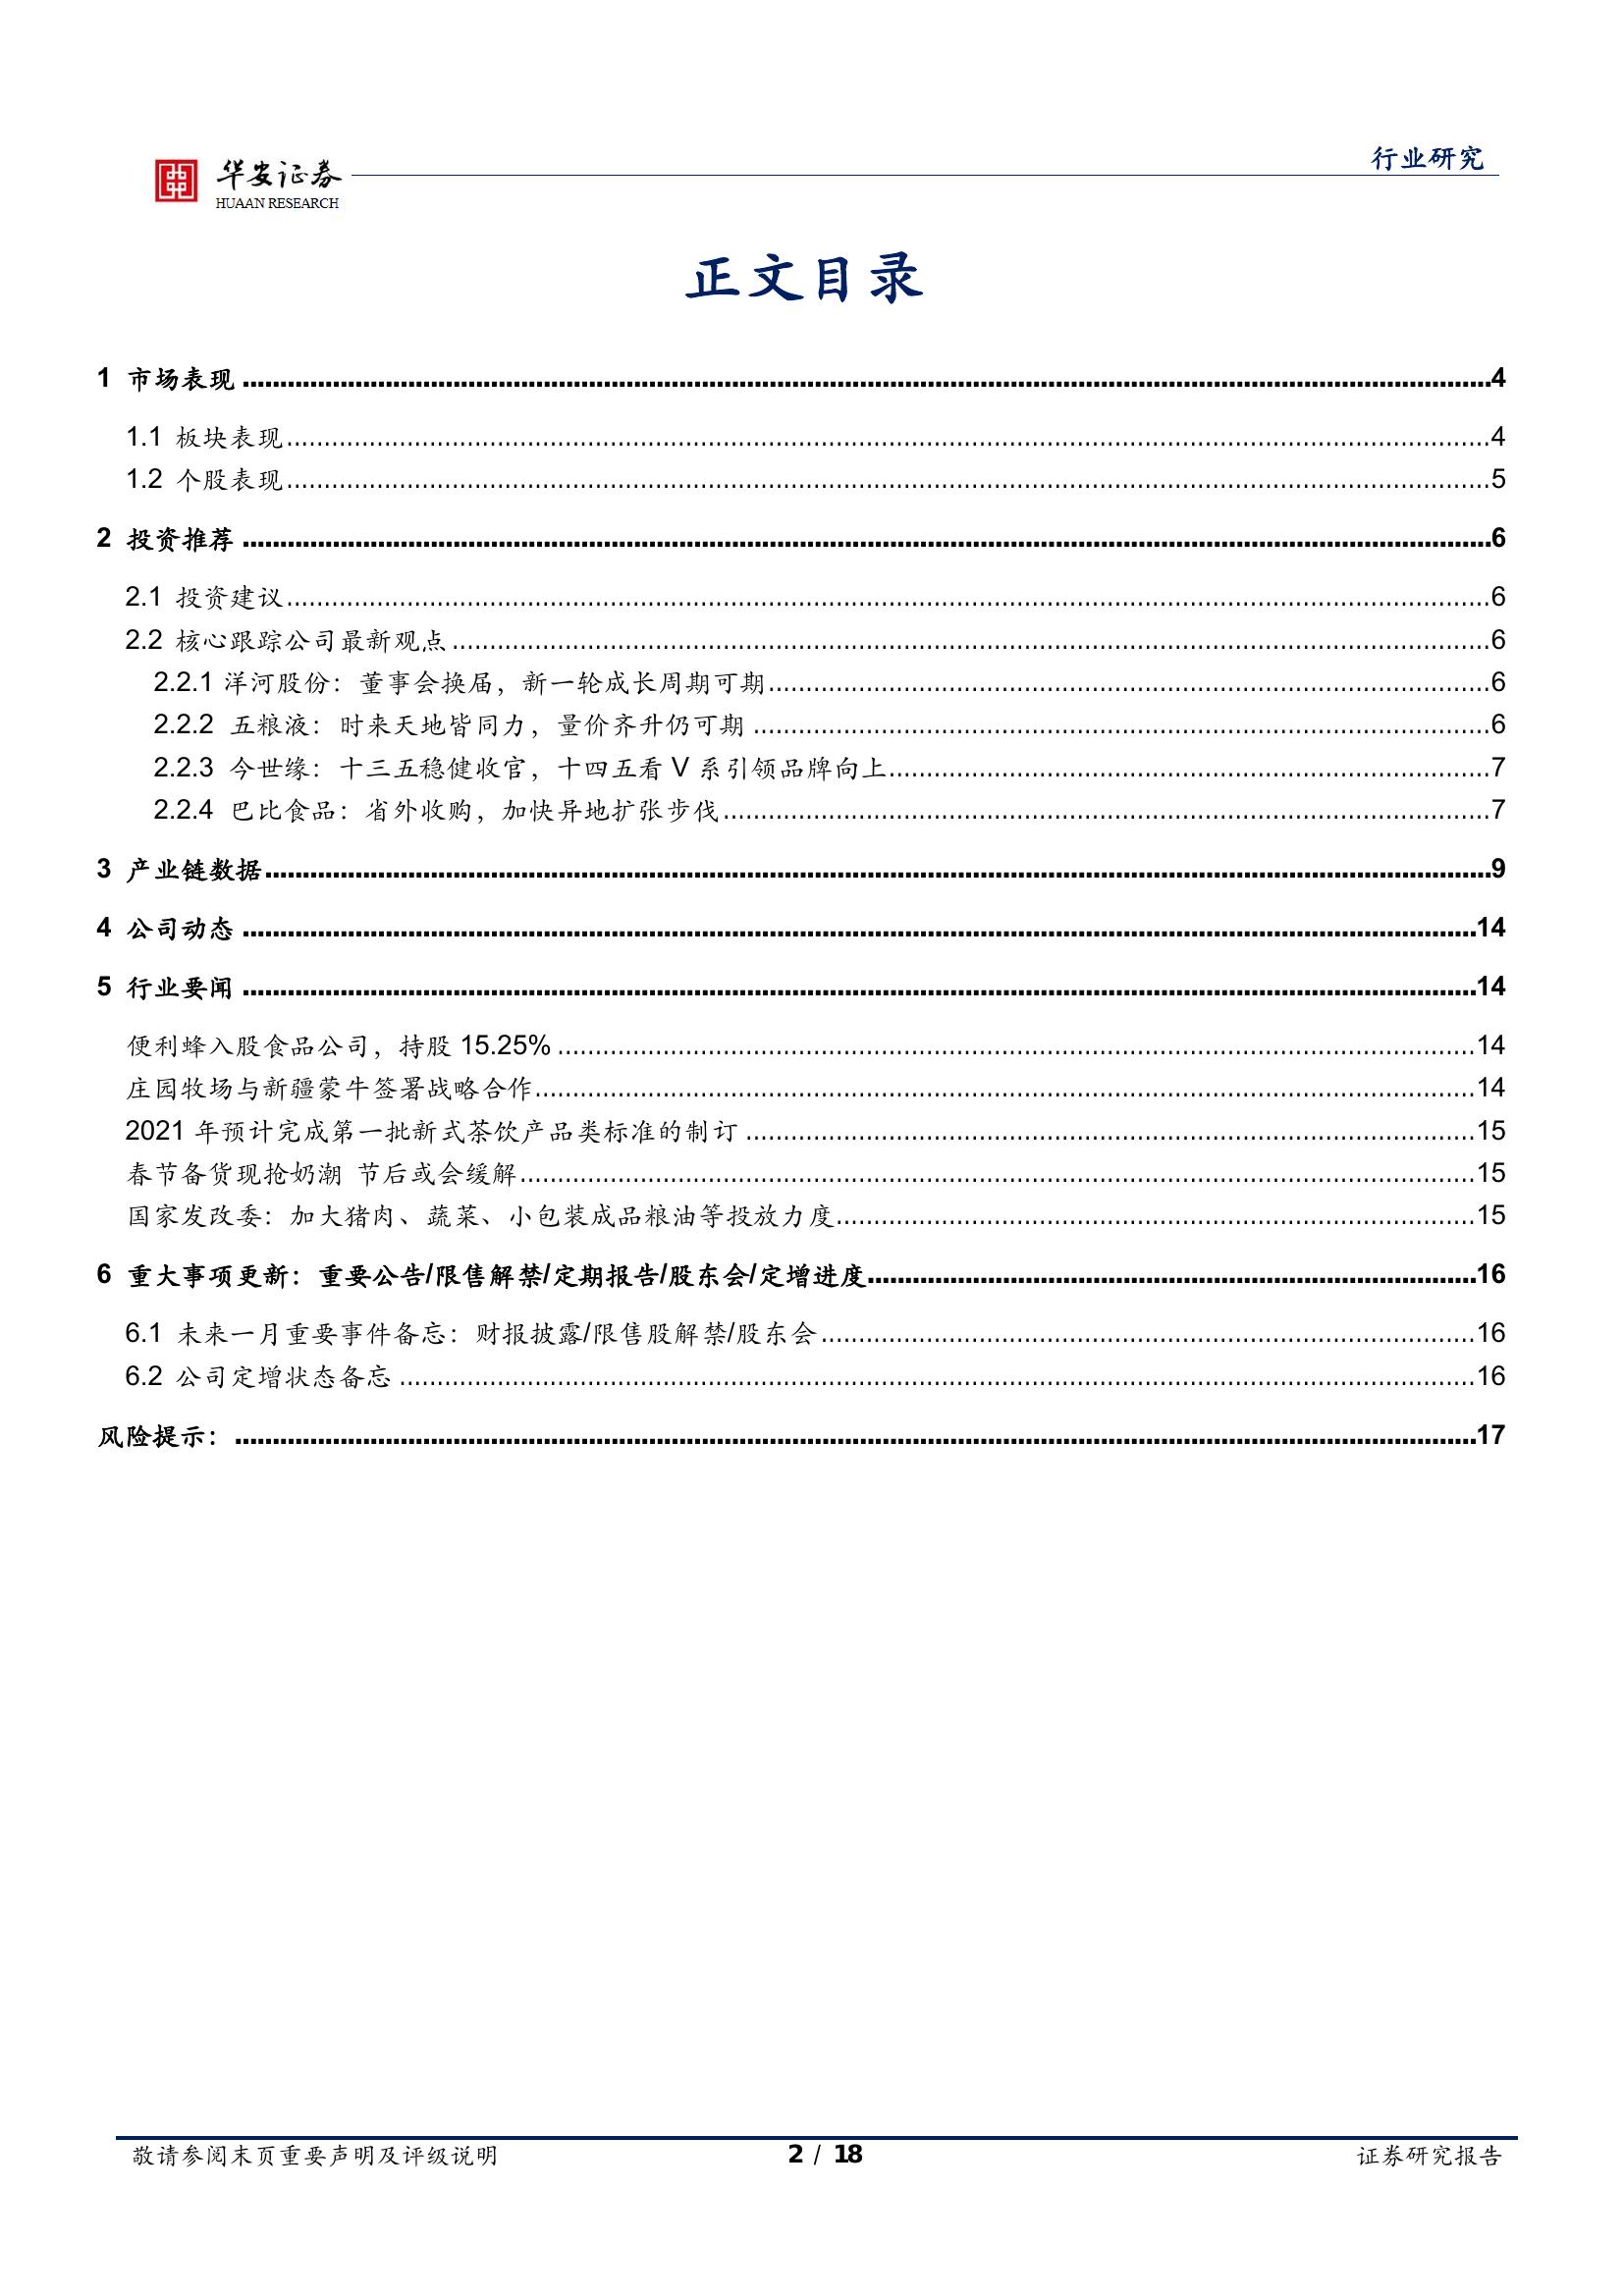 华安证券
HUAAN RESEARCH
行业研究
正文目录
1 市场表现 4
1.1 板块表现 4
1.2 个股表现 5
2 投资推荐 6
2.1 投资建议 6
2.2 核心跟踪公司最新观点 6
2.2.1 洋河股份：董事会换届，新一轮成长周期可期 6
2.2.2 五粮液：时来天地皆同力，量价齐升仍可期 6
2.2.3 今世缘：十三五稳健收官，十四五看 V 系引领品牌向上 7
2.2.4 巴比食品：省外收购，加快异地扩张步伐 7
3 产业链数据 9
4 公司动态 14
5 行业要闻 14
便利蜂入股食品公司，持股 15.25% 14
庄园牧场与新疆蒙牛签署战略合作 14
2021 年预计完成第一批新式茶饮产品类标准的制订 15
春节备货现抢奶潮 节后或会缓解 15
国家发改委：加大猪肉、蔬菜、小包装成品粮油等投放力度 15
6 重大事项更新：重要公告/限售解禁/定期报告/股东会/定增进度 16
6.1 未来一月重要事件备忘：财报披露/限售股解禁/股东会 16
6.2 公司定增状态备忘 16
风险提示： 17
敬请参阅末页重要声明及评级说明
2 / 18
证券研究报告